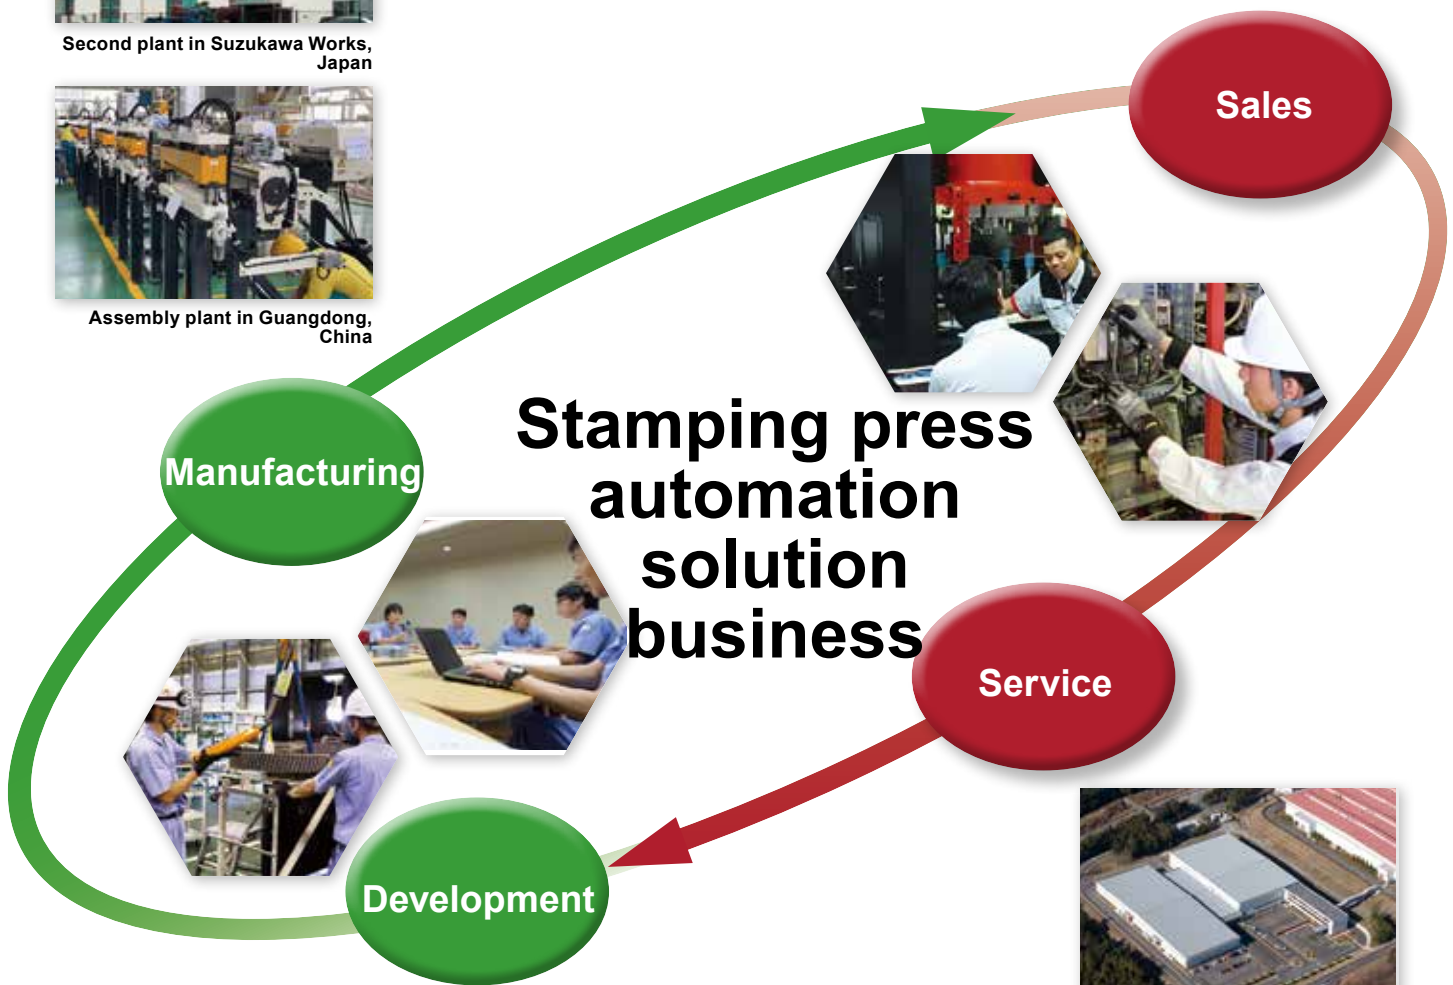 Second plant in Suzukawa Works,
Japan
Assembly plant in Guangdong,
China
Sales
Manufacturing
Stamping press
automation
solution
business
Service
Development